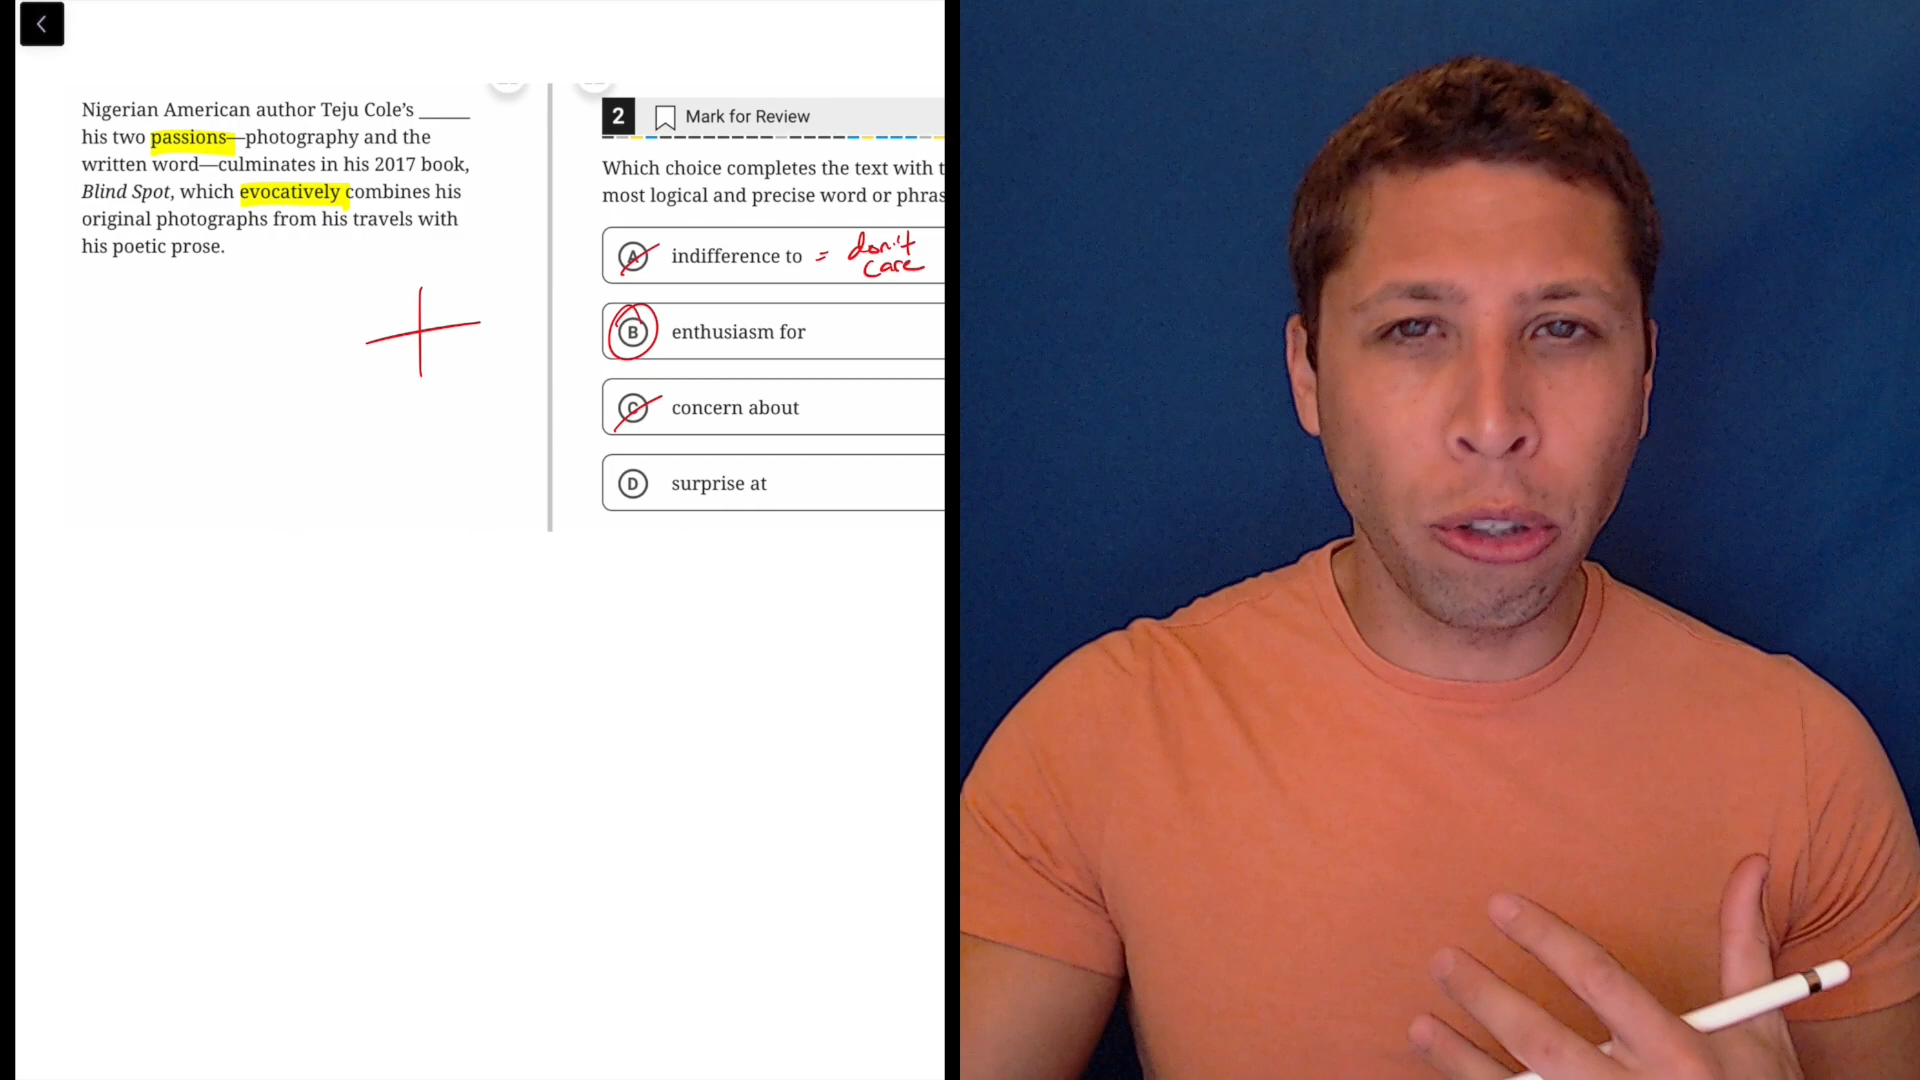 Nigerian American author Teju Cole’s _____
his two passions—photography and the
written word—culminates in his 2017 book,
Blind Spot, which evocatively combines his
original photographs from his travels with
his poetic prose.
2 Mark for Review
Which choice completes the text with t
most logical and precise word or phras
A indifference to = don't care
B enthusiasm for
C concern about
D surprise at